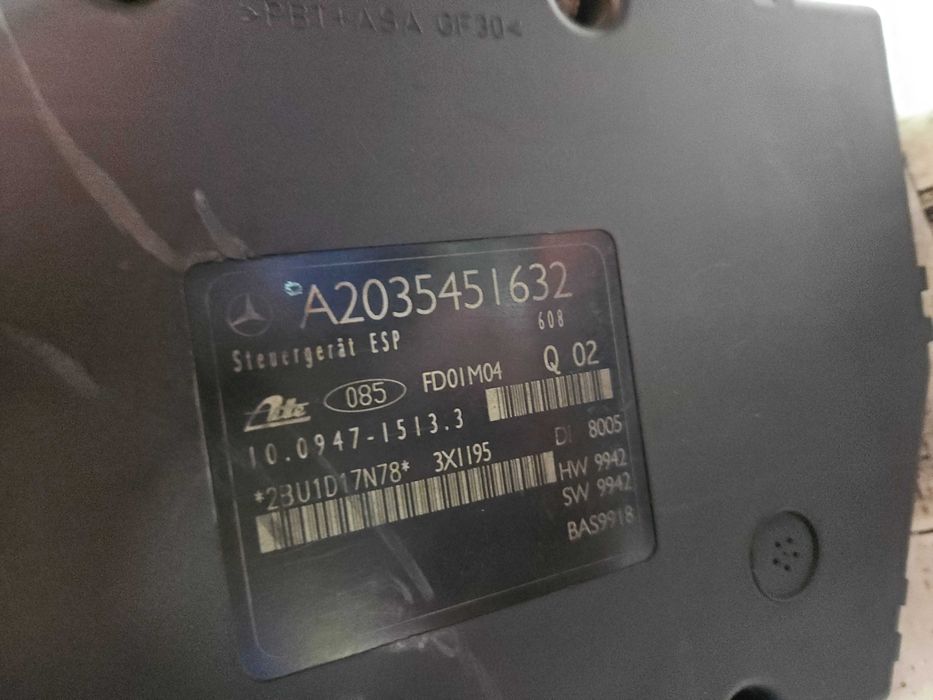 >PBT+ASA GF30<
A2035451632
608
Steuergerät ESP
Ate 085 FD01M04 Q 02
10.0947-1513.3
DI 8005
*2BU1D17N78* 3X1195
HW 9942
SW 9942
BAS9918